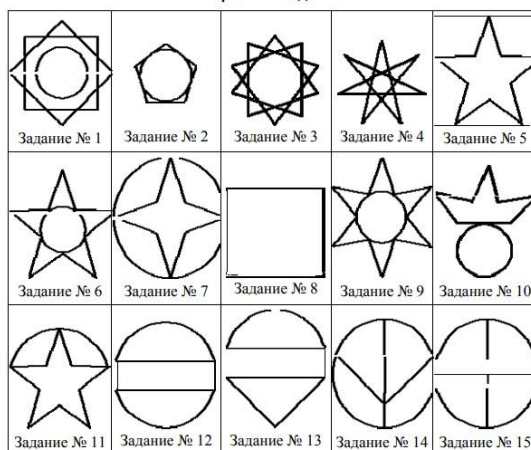 Задание № 1
Задание № 2
Задание № 3
Задание № 4
Задание № 5
Задание № 6
Задание № 7
Задание № 8
Задание № 9
Задание № 10
Задание № 11
Задание № 12
Задание № 13
Задание № 14
Задание № 15